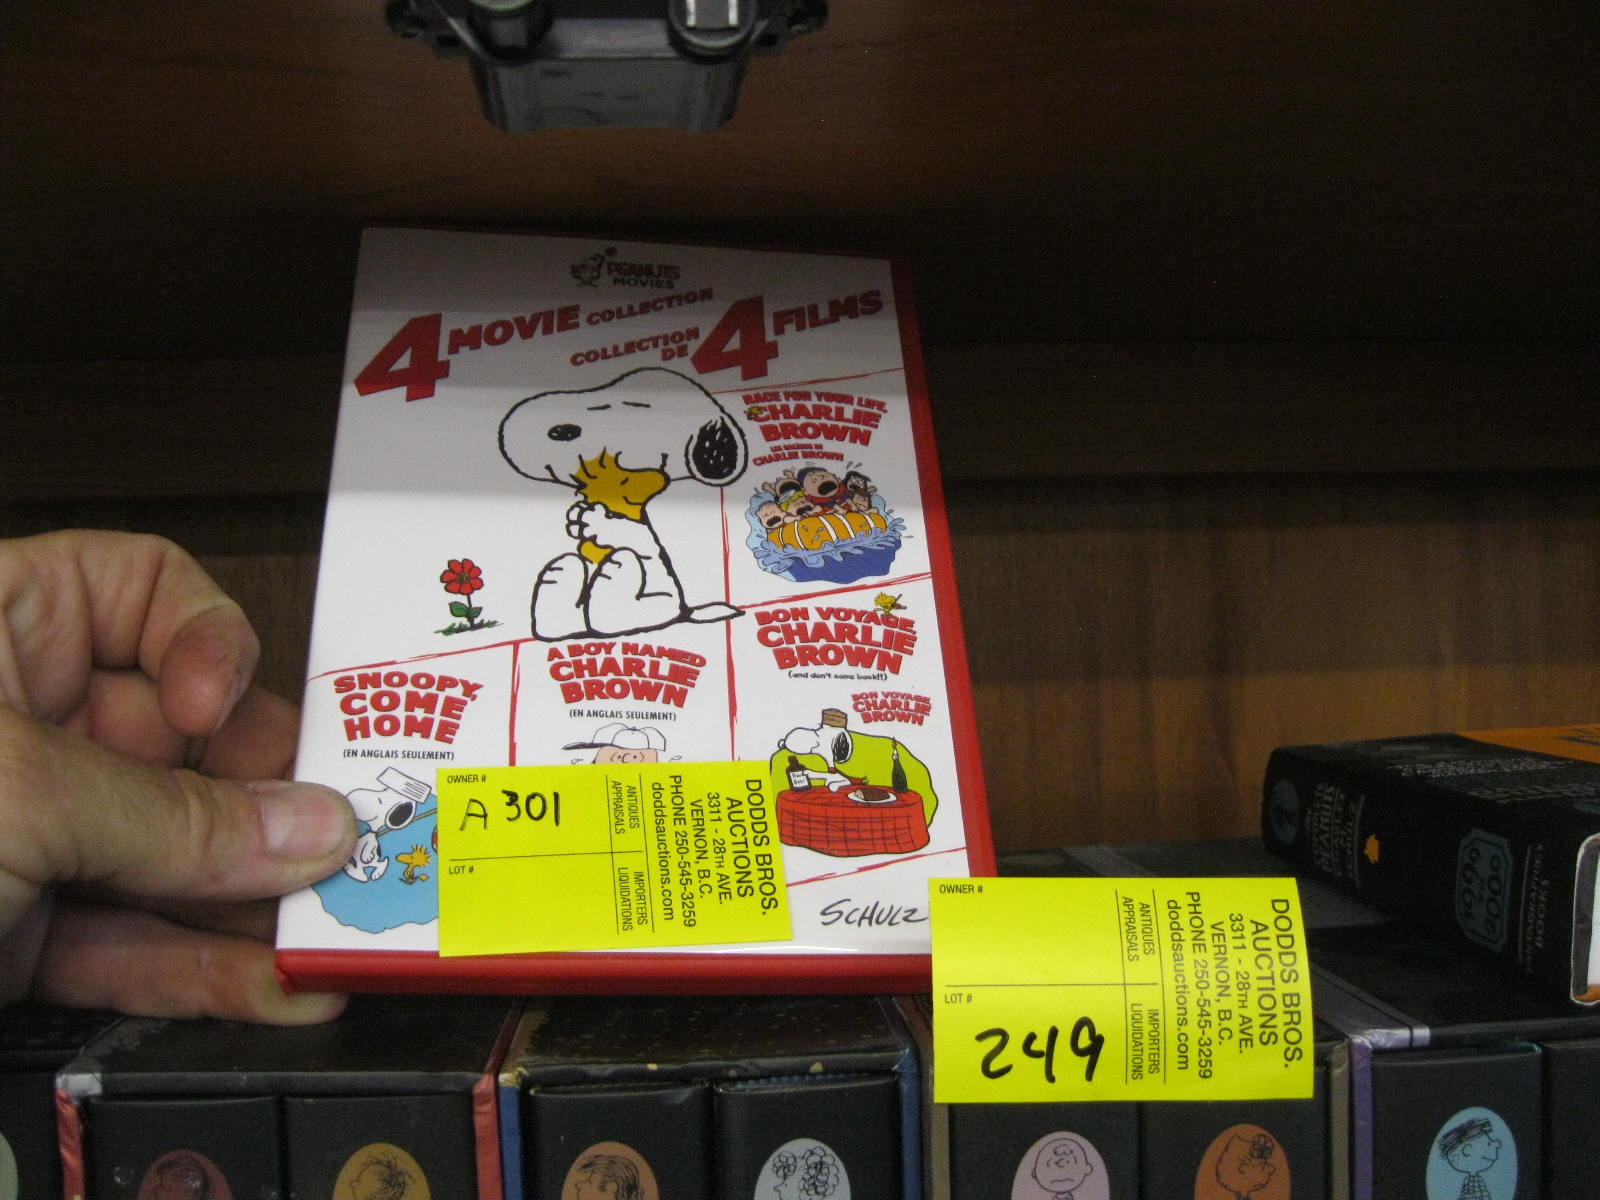 PEANUTS
MOVIES
4 MOVIE COLLECTION
COLLECTION DE 4 FILMS
RACE FOR YOUR LIFE,
CHARLIE
BROWN
CHARLIE BROWN
BON VOYAGE,
CHARLIE
BROWN
(and don't come back!!)
BON VOYAGE
CHARLIE
BROWN
A BOY NAMED
CHARLIE
BROWN
(EN ANGLAIS SEULEMENT)
SNOOPY,
COME
HOME
(EN ANGLAIS SEULEMENT)
SCHULZ
OWNER #
A 301
LOT #
ANTIQUES
APPRAISALS
IMPORTERS
LIQUIDATIONS
DODDS BROS.
AUCTIONS
3311 - 28TH AVE.
VERNON, B.C.
PHONE 250-545-3259
doddsauctions.com
OWNER #
LOT #
249
ANTIQUES
APPRAISALS
IMPORTERS
LIQUIDATIONS
DODDS BROS.
AUCTIONS
3311 - 28TH AVE.
VERNON, B.C.
PHONE 250-545-3259
doddsauctions.com